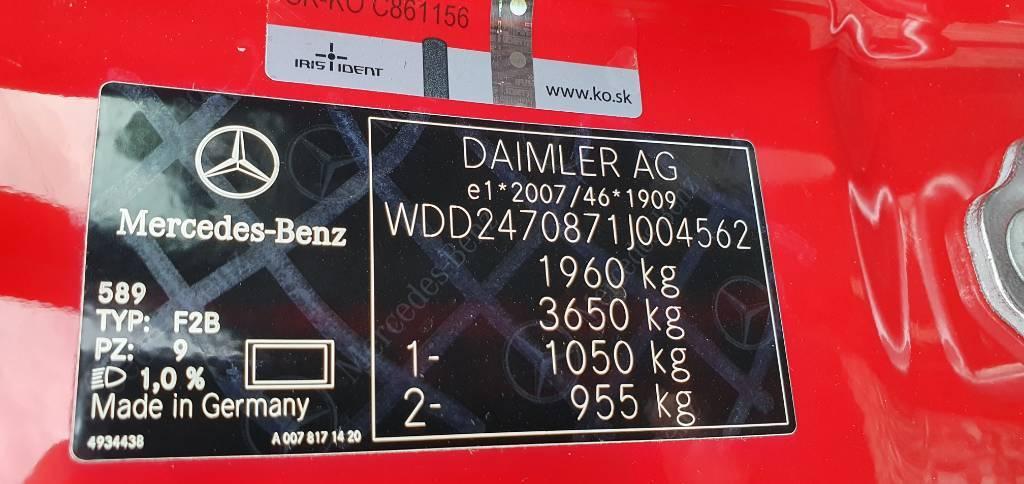 SK-KO C861156
IRIS IDENT
www.ko.sk
Mercedes-Benz
589
TYP: F2B
PZ: 9
1,0 %
Made in Germany
4934438
A 007 817 14 20
DAIMLER AG
e1*2007/46*1909
WDD2470871J004562
1960 kg
3650 kg
1- 1050 kg
2- 955 kg